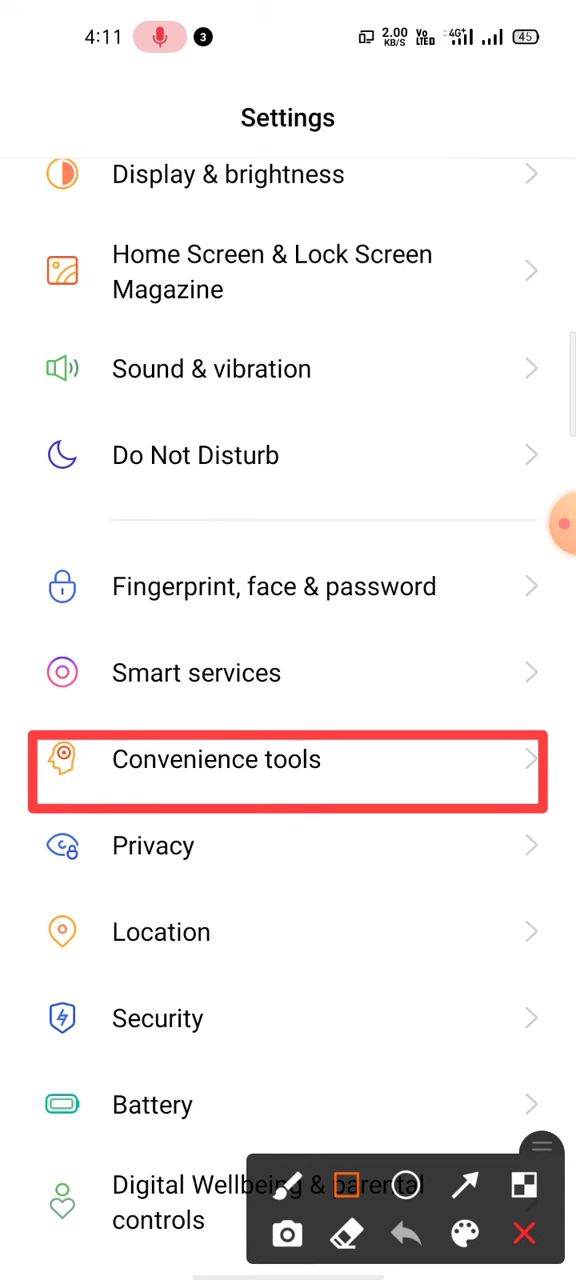 4:11
3
2.00
KB/S
Vo
LTE
4G+
45
Settings
Display & brightness
Home Screen & Lock Screen
Magazine
Sound & vibration
Do Not Disturb
Fingerprint, face & password
Smart services
Convenience tools
Privacy
Location
Security
Battery
Digital Wellbeing & parental
controls